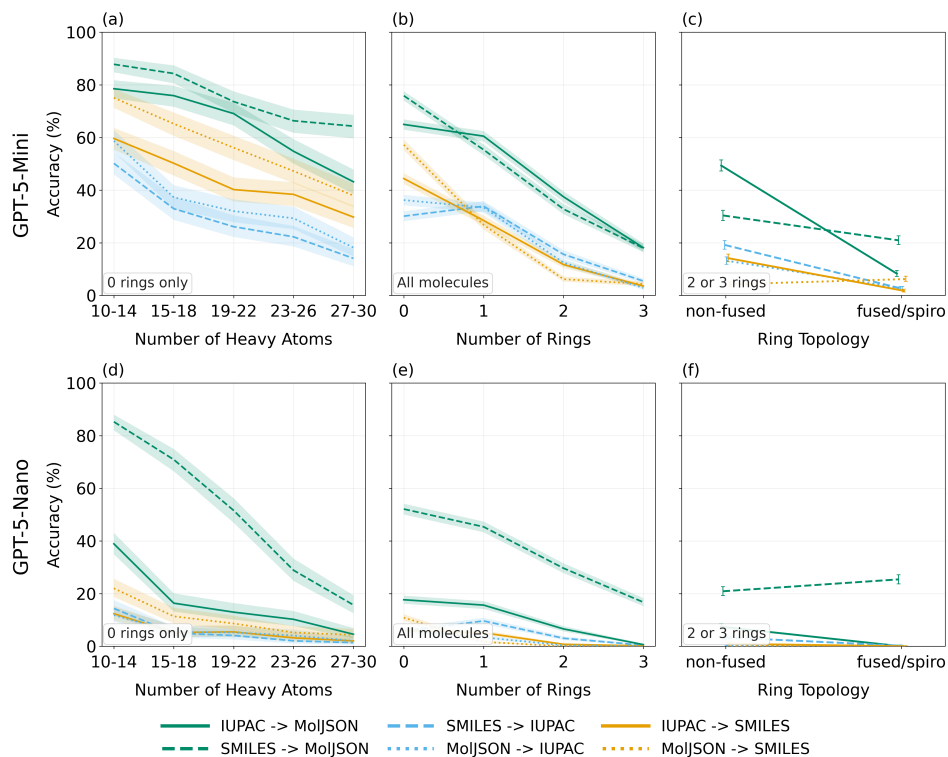 (a)
(b)
(c)
GPT-5-Mini
Accuracy (%)
100
80
60
40
20
0
0 rings only
All molecules
2 or 3 rings
10-14 15-18 19-22 23-26 27-30
0 1 2 3
non-fused fused/spiro
Number of Heavy Atoms
Number of Rings
Ring Topology
(d)
(e)
(f)
GPT-5-Nano
Accuracy (%)
100
80
60
40
20
0
0 rings only
All molecules
2 or 3 rings
10-14 15-18 19-22 23-26 27-30
0 1 2 3
non-fused fused/spiro
Number of Heavy Atoms
Number of Rings
Ring Topology
IUPAC -> MolJSON
SMILES -> IUPAC
IUPAC -> SMILES
SMILES -> MolJSON
MolJSON -> IUPAC
MolJSON -> SMILES